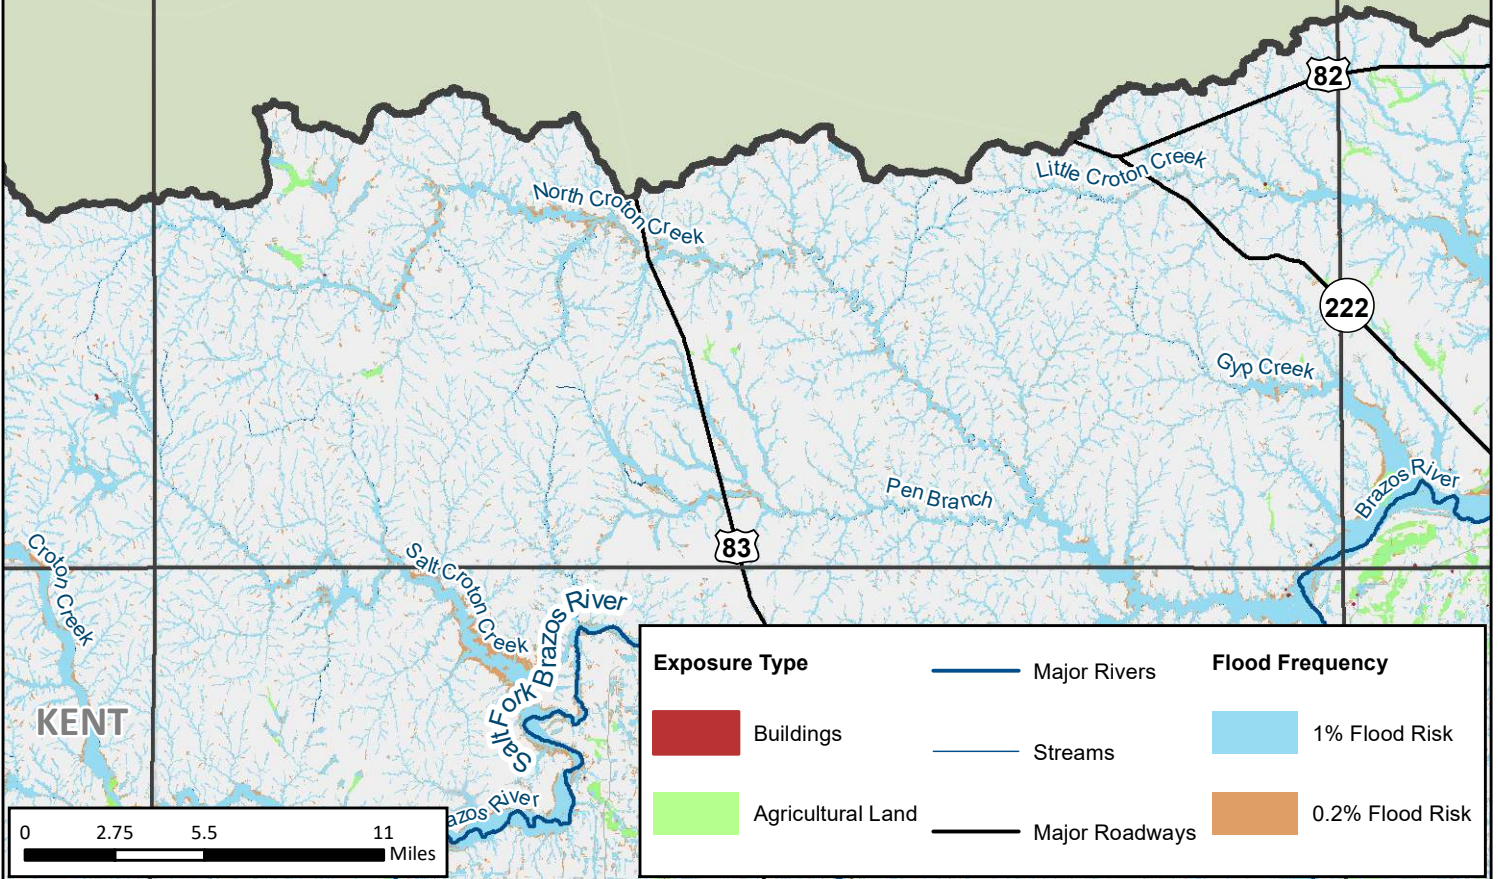 82
Little Croton Creek
North Croton Creek
222
Gyp Creek
Brazos River
Pen Branch
83
Croton Creek
Salt Croton Creek
Salt Fork Brazos River
KENT
azos River
Exposure Type
Buildings
Agricultural Land
Major Rivers
Streams
Major Roadways
Flood Frequency
1% Flood Risk
0.2% Flood Risk
0 2.75 5.5 11
Miles